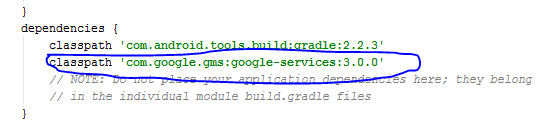 }
dependencies {
classpath 'com.android.tools.build:gradle:2.2.3'
classpath 'com.google.gms:google-services:3.0.0'
// NOTE: Do not place your application dependencies here; they belong
// in the individual module build.gradle files
}